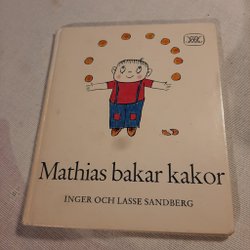 Mathias bakar kakor
INGER OCH LASSE SANDBERG